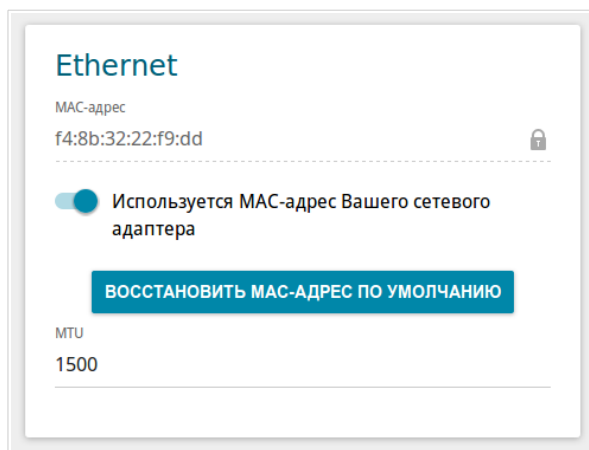 Ethernet
MAC-адрес
f4:8b:32:22:f9:dd
Используется MAC-адрес Вашего сетевого
адаптера
ВОССТАНОВИТЬ MAC-АДРЕС ПО УМОЛЧАНИЮ
MTU
1500